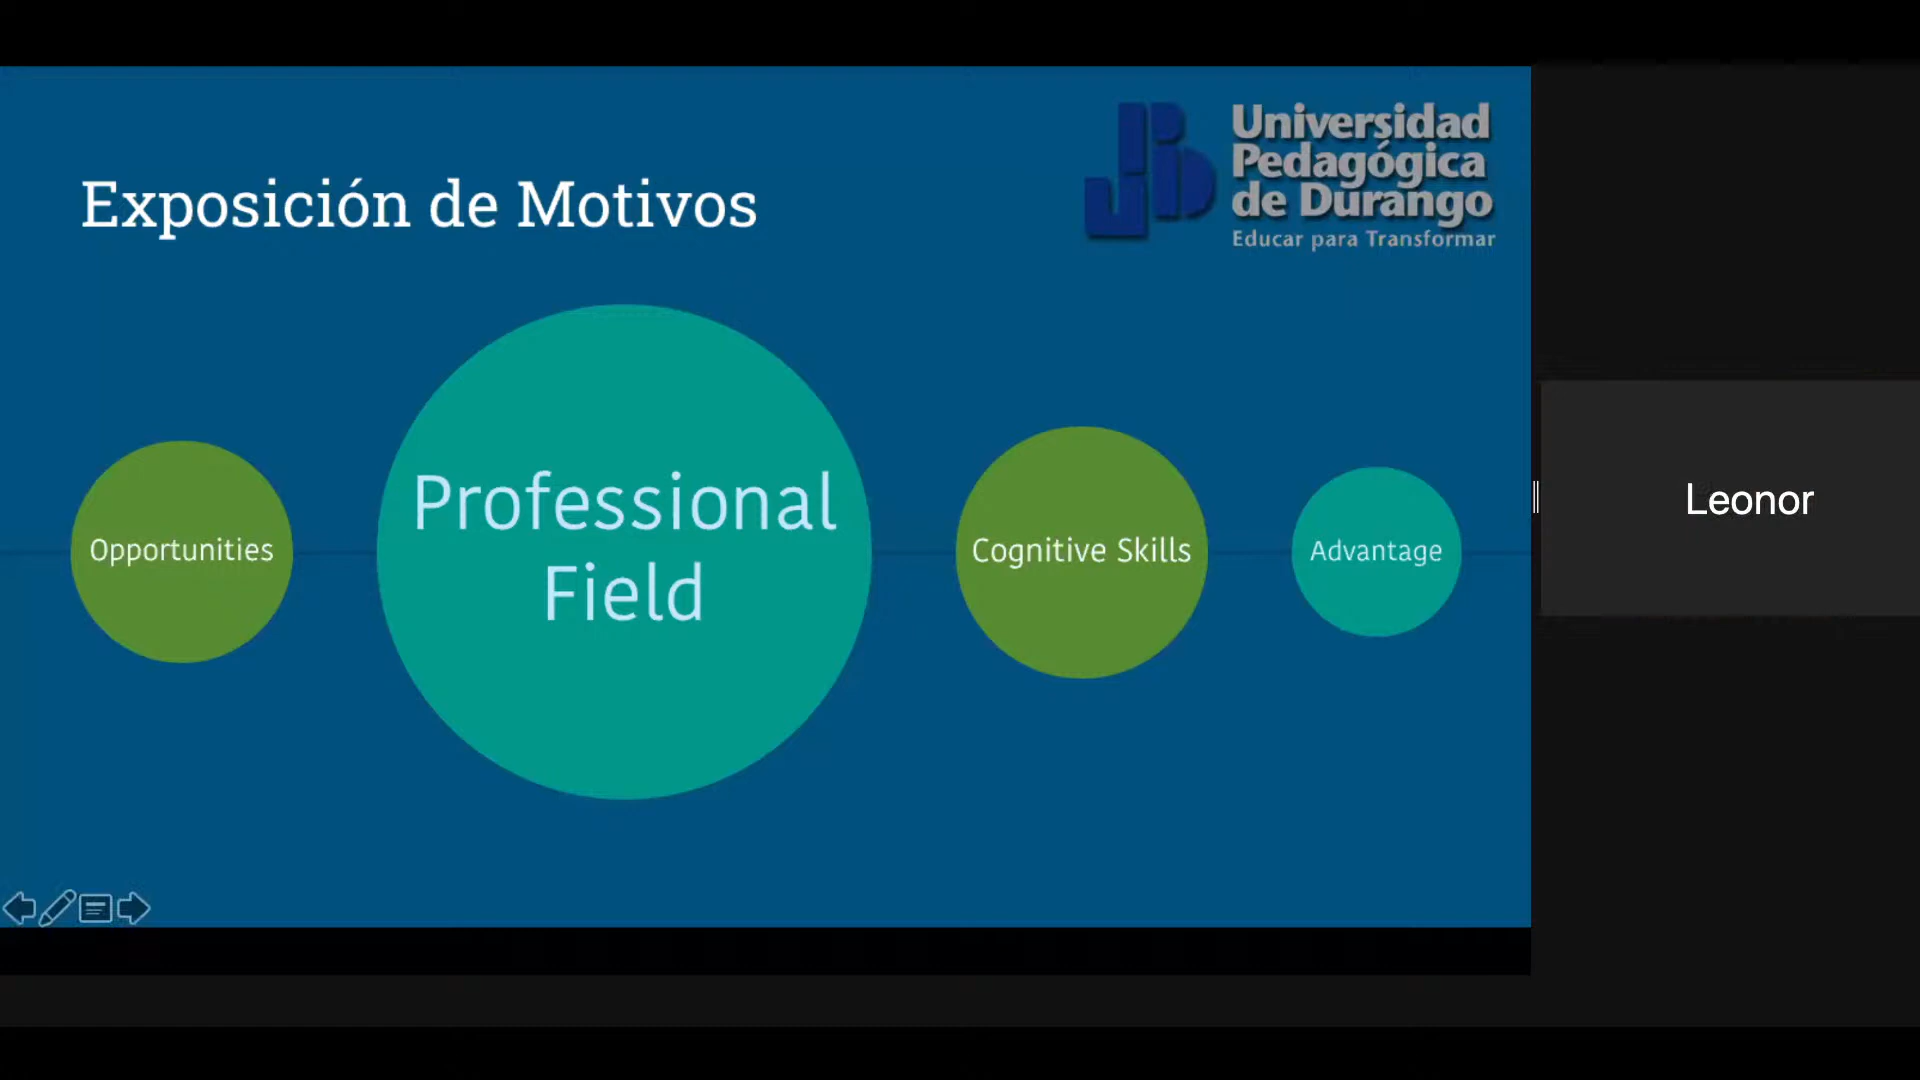 Universidad
Pedagógica
de Durango
Educar para Transformar
Exposición de Motivos
Opportunities
Professional
Field
Cognitive Skills
Advantage
Leonor